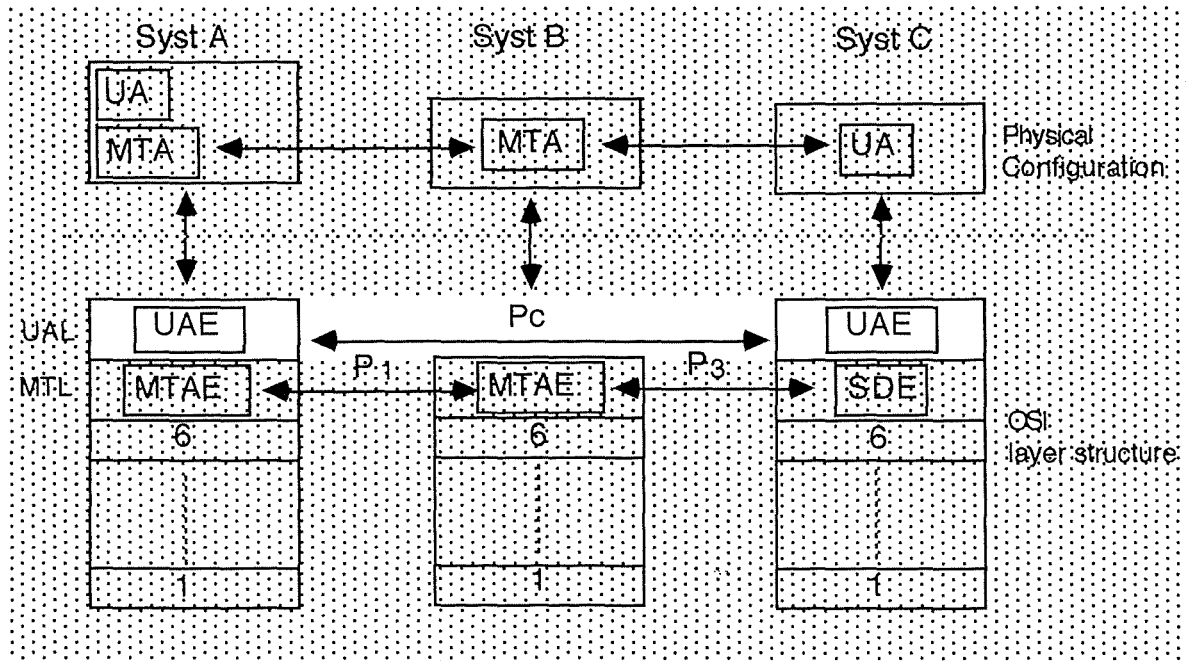 Syst A
Syst B
Syst C
UA
MTA
MTA
UA
Physical
Configuration
UAL
UAE
Pc
UAE
MTL
MTAE
P1
MTAE
P3
SDE
6
6
6
OSI
layer structure
1
1
1